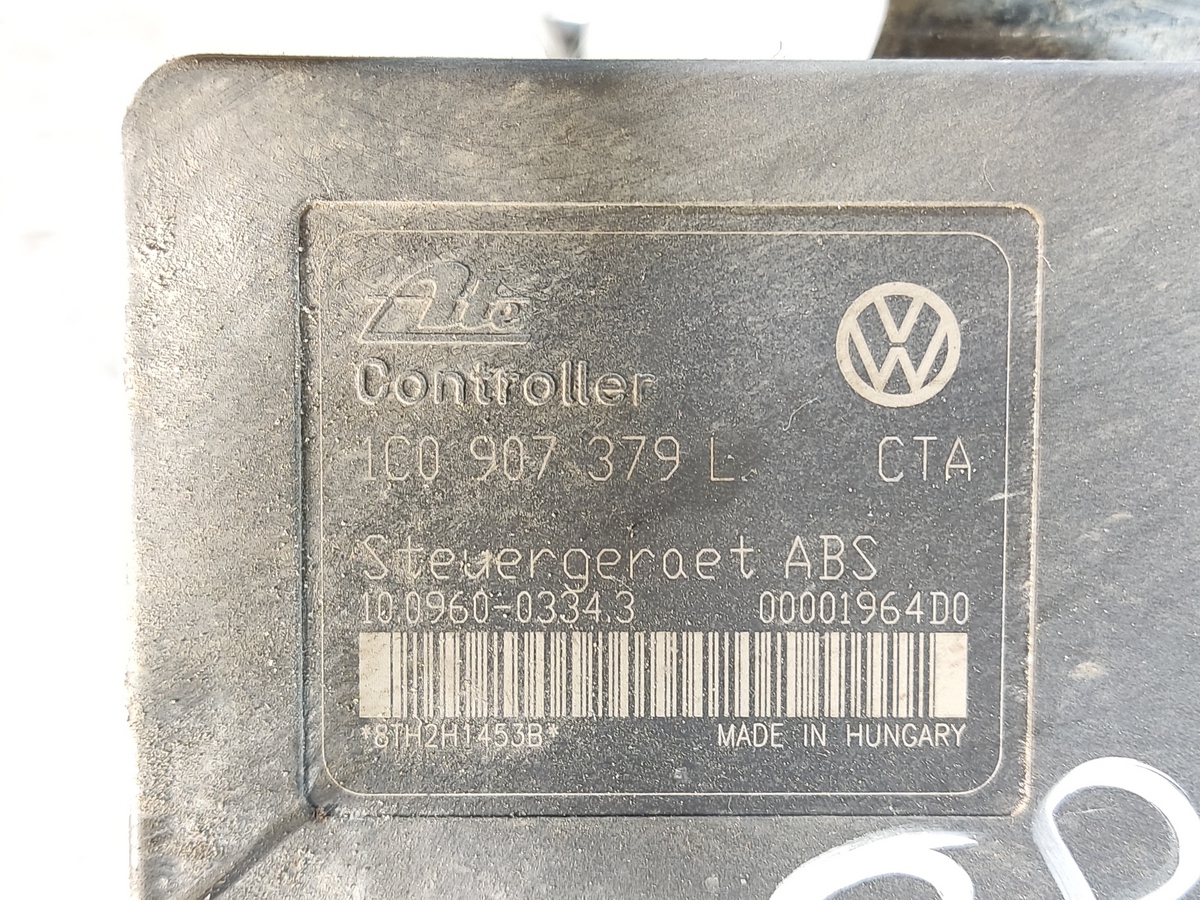 Ate
Controller
1C0 907 379 L CTA
Steuergeraet ABS
10.0960-0334.3 00001964D0
*8TH2H1453B* MADE IN HUNGARY